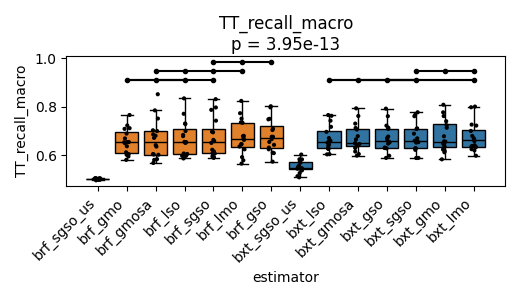 TT_recall_macro
p = 3.95e-13
TT_recall_macro
1.0
0.8
0.6
brf_sgso_us
brf_gmo
brf_gmosa
brf_lso
brf_sgso
brf_lmo
brf_gso
bxt_sgso_us
bxt_lso
bxt_gmosa
bxt_gso
bxt_sgso
bxt_gmo
bxt_lmo
estimator